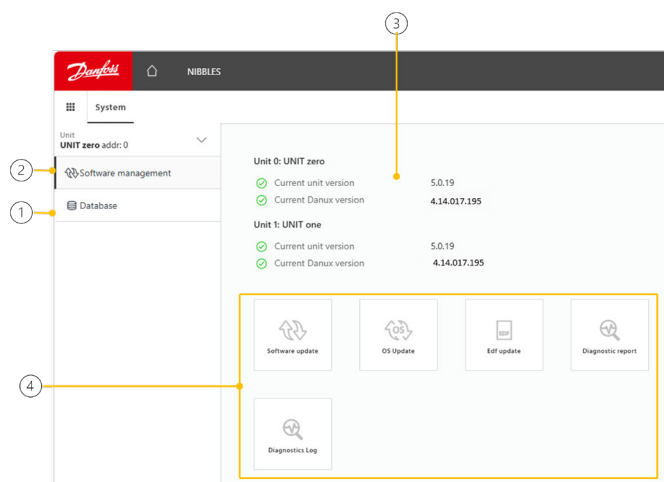 3
Danfoss
NIBBLES
System
Unit
UNIT zero addr: 0
2
Software management
1
Database
Unit 0: UNIT zero
Current unit version 5.0.19
Current Danux version 4.14.017.195
Unit 1: UNIT one
Current unit version 5.0.19
Current Danux version 4.14.017.195
OS
EDF
Software update OS Update Edf update Diagnostic report
4
Diagnostics Log